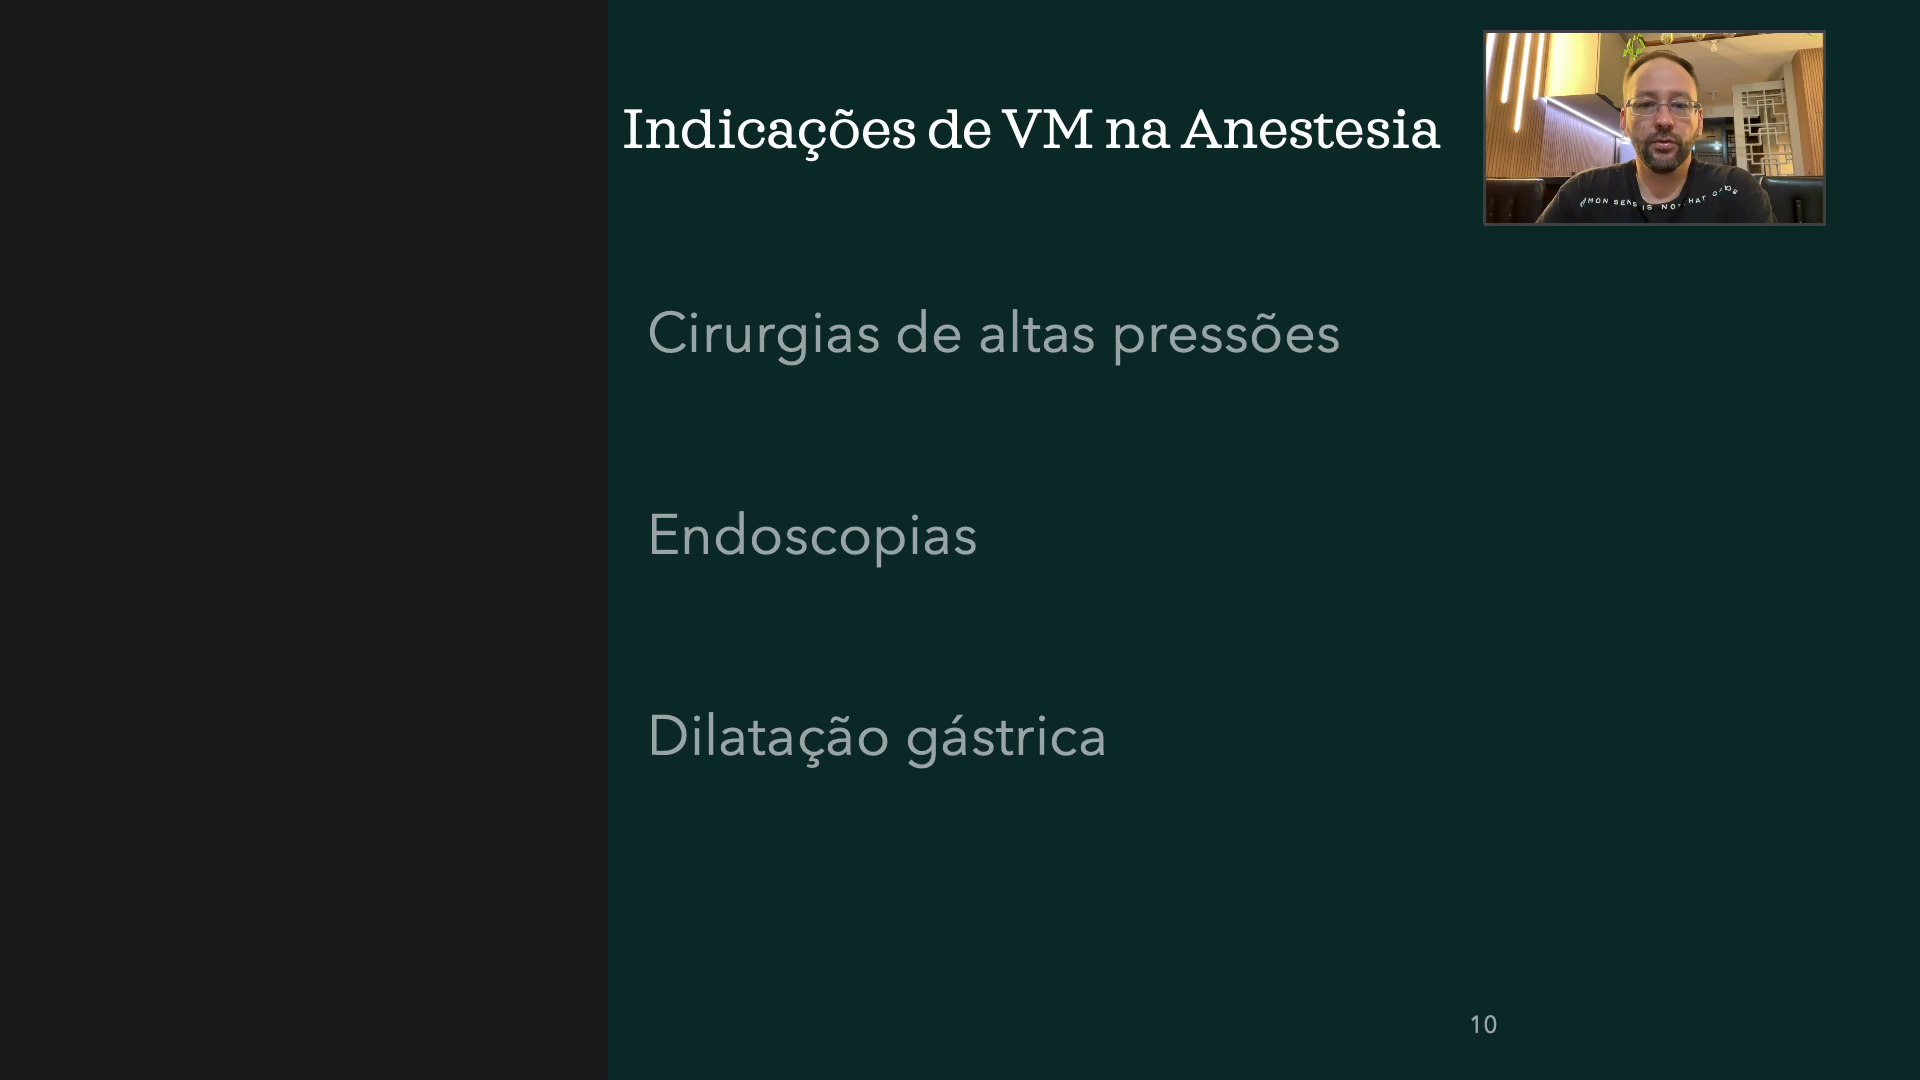 Indicações de VM na Anestesia
Cirurgias de altas pressões
Endoscopias
Dilatação gástrica
10